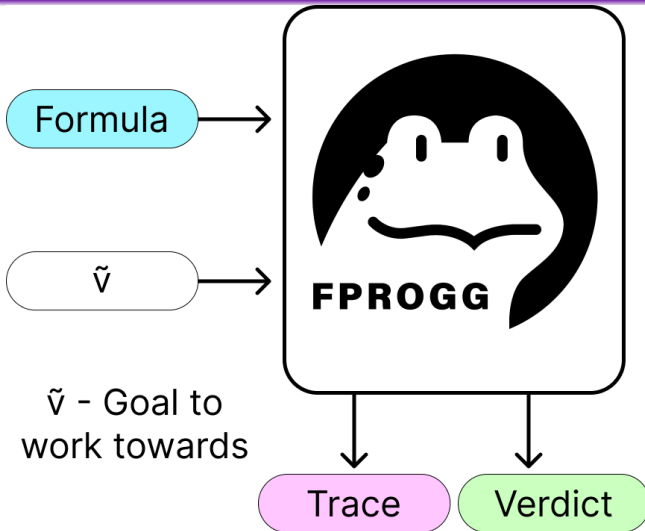 Formula
ṽ
FPROGG
ṽ - Goal to
work towards
Trace
Verdict